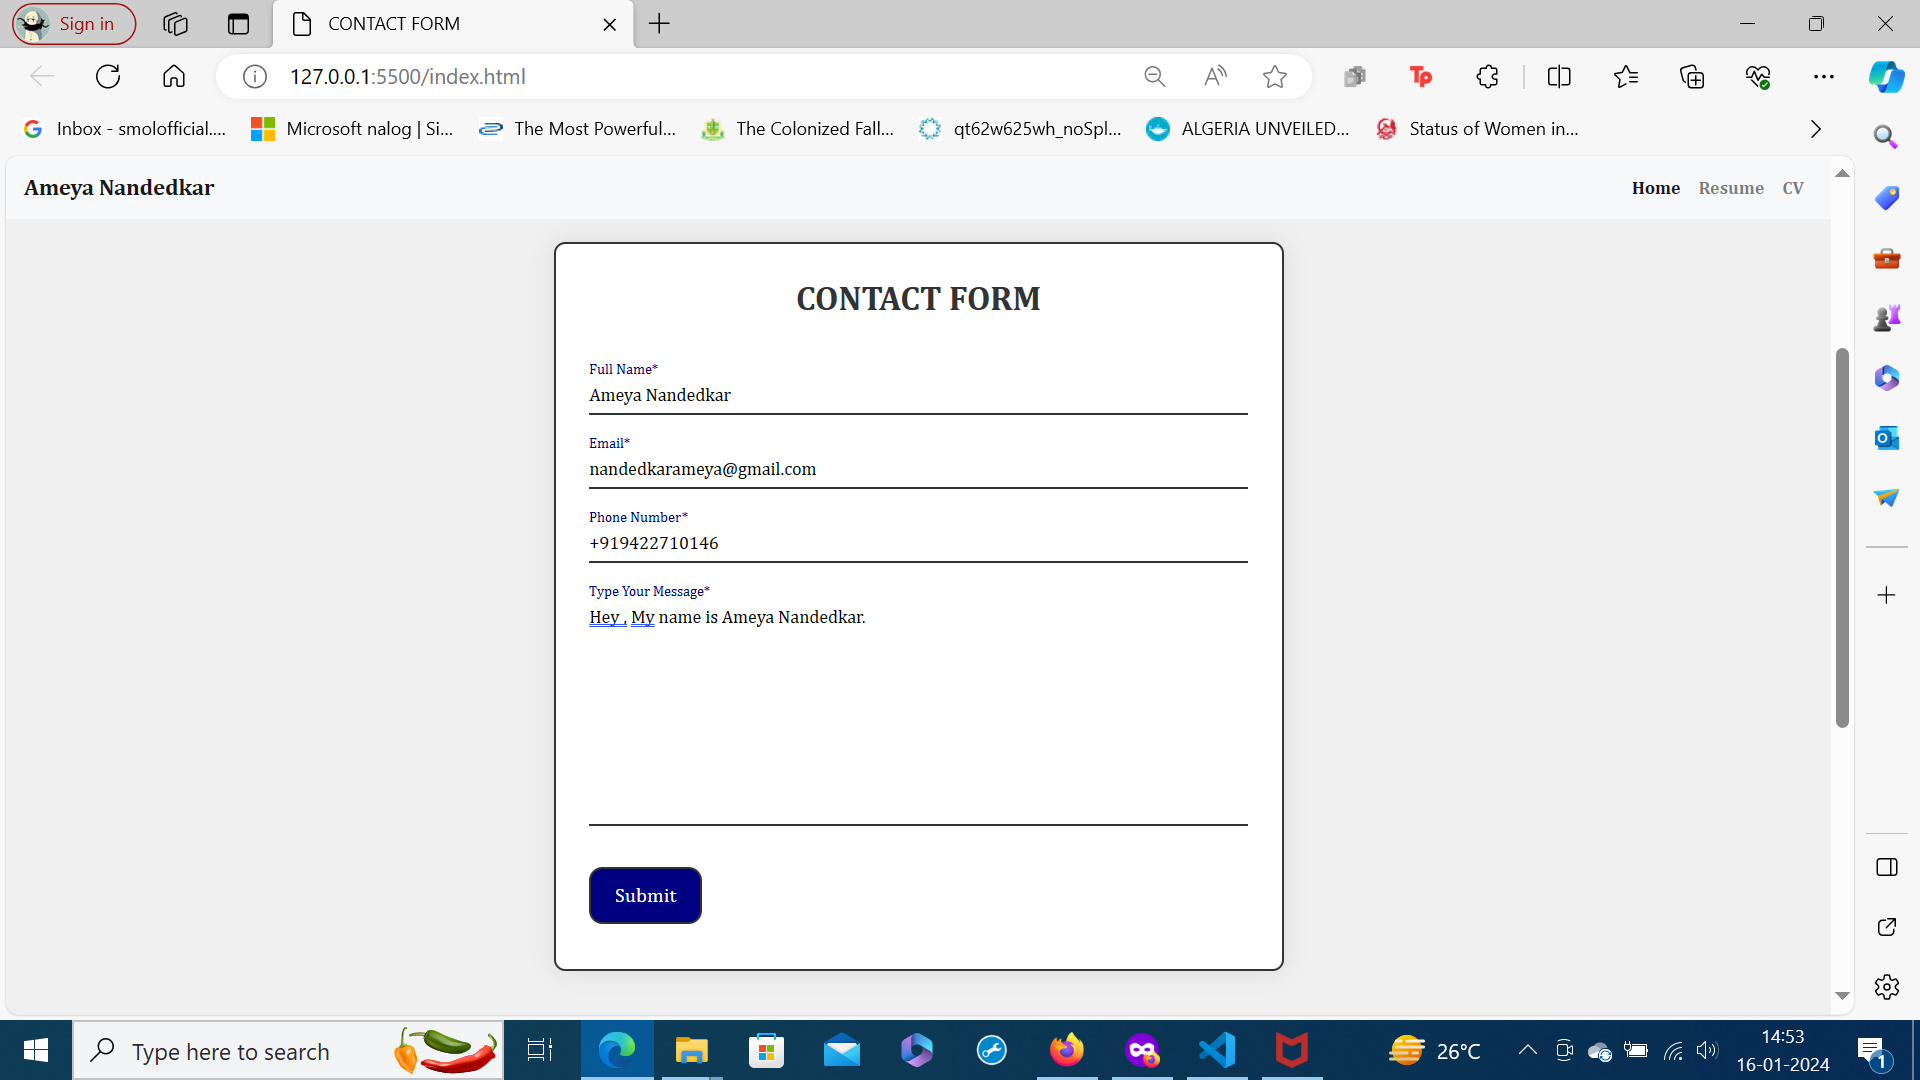 Sign in
CONTACT FORM
127.0.0.1:5500/index.html
Inbox - smolofficial....
Microsoft nalog | Si...
The Most Powerful...
The Colonized Fall...
qt62w625wh_noSpl...
ALGERIA UNVEILED...
Status of Women in...
Ameya Nandedkar
Home Resume CV
CONTACT FORM
Full Name*
Ameya Nandedkar
Email*
nandedkarameya@gmail.com
Phone Number*
+919422710146
Type Your Message*
Hey , My name is Ameya Nandedkar.
Submit
Type here to search
26°C
14:53
16-01-2024
1